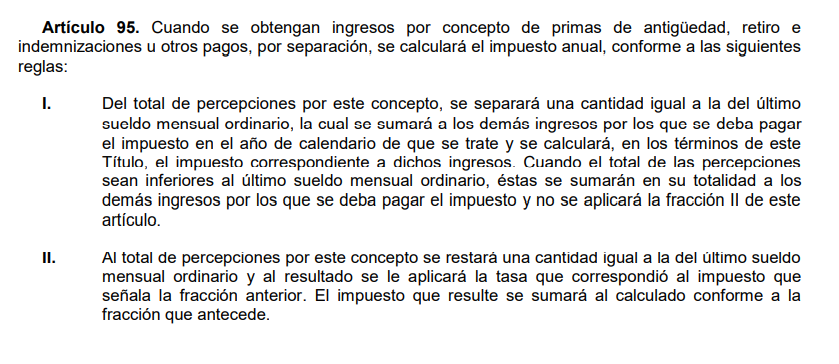 Artículo 95. Cuando se obtengan ingresos por concepto de primas de antigüedad, retiro e
indemnizaciones u otros pagos, por separación, se calculará el impuesto anual, conforme a las siguientes
reglas:
I. Del total de percepciones por este concepto, se separará una cantidad igual a la del último
sueldo mensual ordinario, la cual se sumará a los demás ingresos por los que se deba pagar
el impuesto en el año de calendario de que se trate y se calculará, en los términos de este
Título, el impuesto correspondiente a dichos ingresos. Cuando el total de las percepciones
sean inferiores al último sueldo mensual ordinario, éstas se sumarán en su totalidad a los
demás ingresos por los que se deba pagar el impuesto y no se aplicará la fracción II de este
artículo.
II. Al total de percepciones por este concepto se restará una cantidad igual a la del último sueldo
mensual ordinario y al resultado se le aplicará la tasa que correspondió al impuesto que
señala la fracción anterior. El impuesto que resulte se sumará al calculado conforme a la
fracción que antecede.